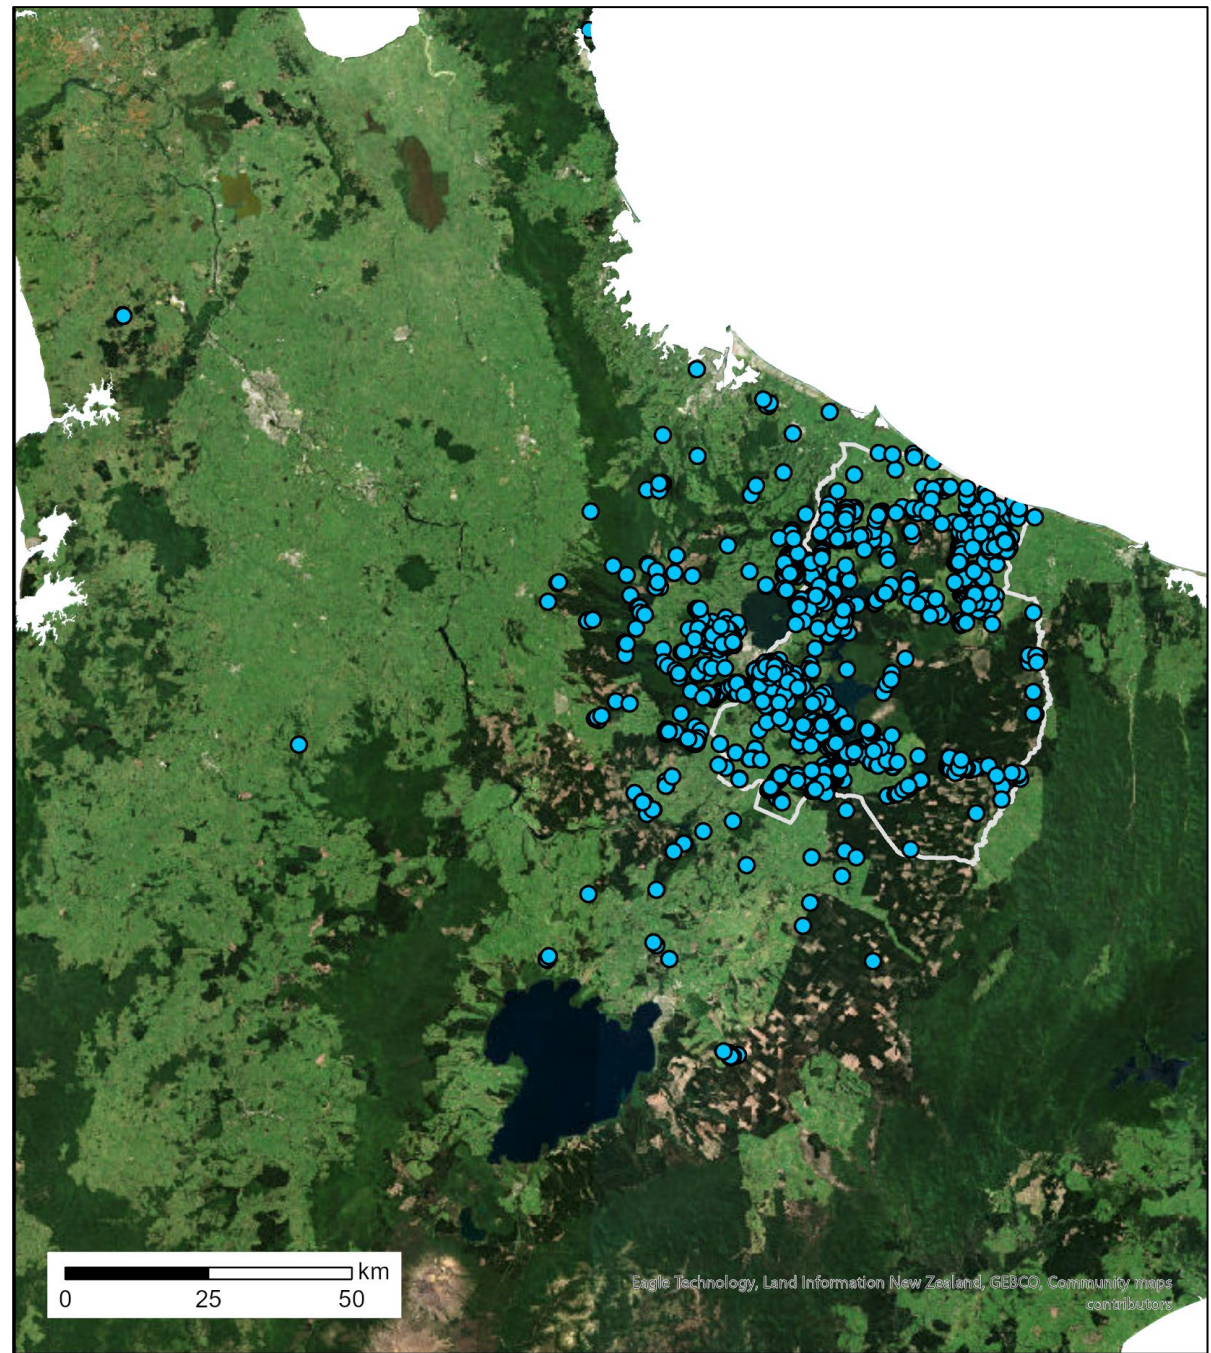 km
0 25 50
Eagle Technology, Land Information New Zealand, GEBCO, Community maps
contributors